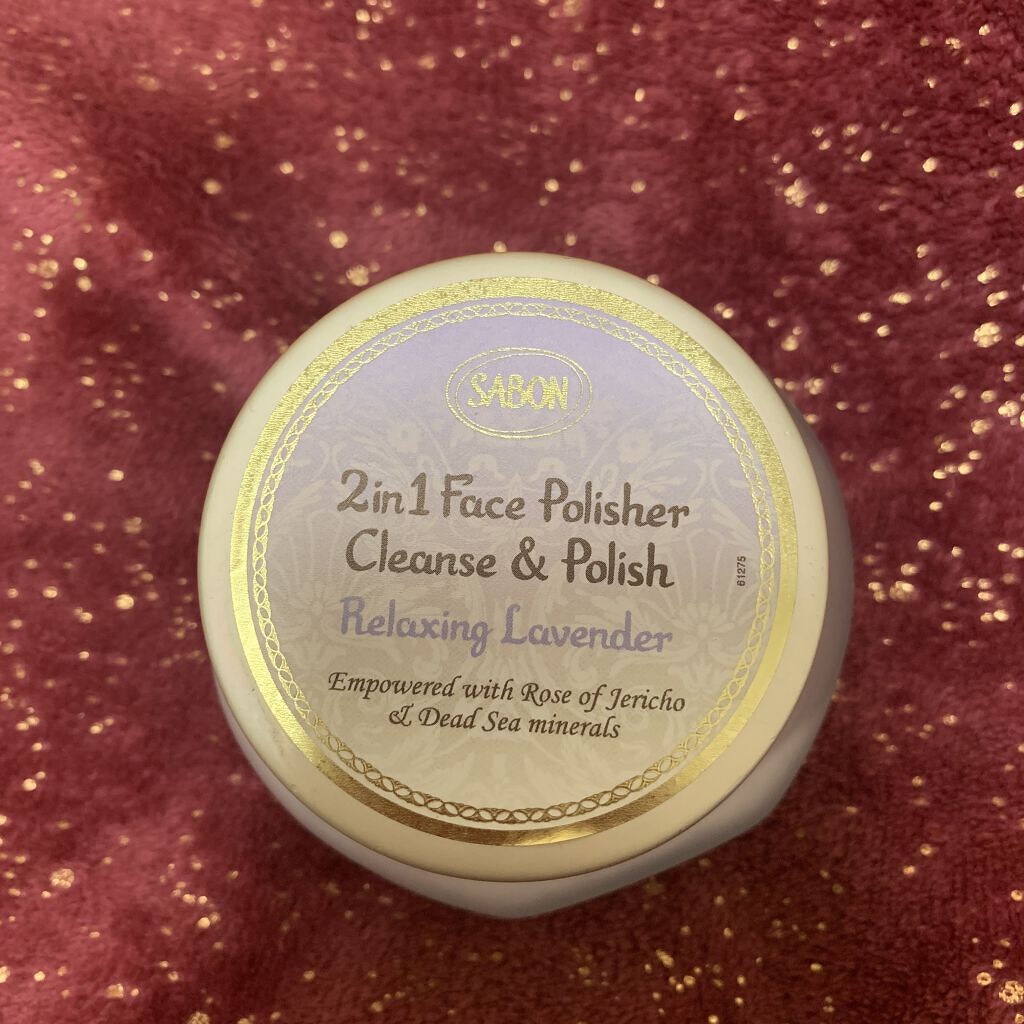 SABON
2in1 Face Polisher
Cleanse & Polish
Relaxing Lavender
Empowered with Rose of Jericho
& Dead Sea minerals
61275